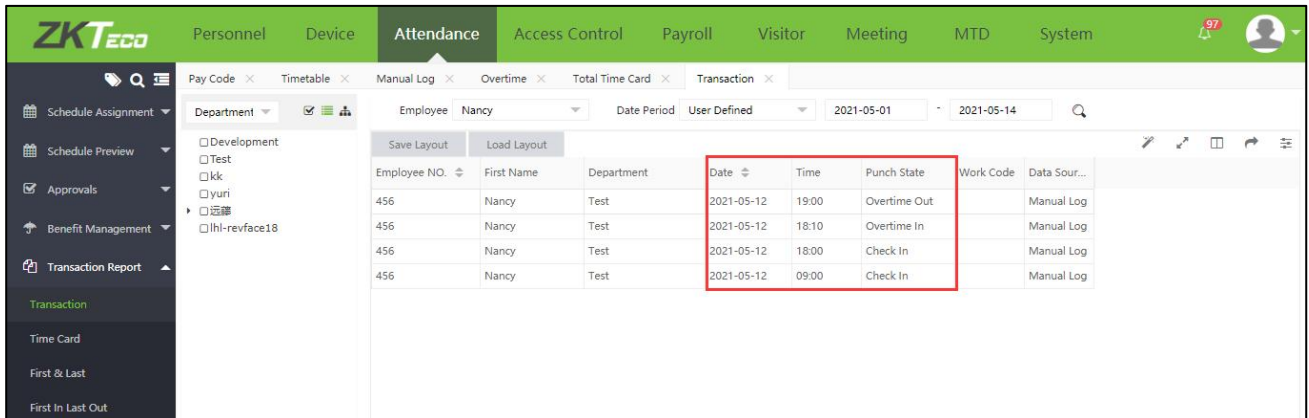 ZKTeco Personnel Device Attendance Access Control Payroll Visitor Meeting MTD System 97
Pay Code Timetable Manual Log Overtime Total Time Card Transaction
Schedule Assignment
Schedule Preview
Approvals
Benefit Management
Transaction Report
Transaction
Time Card
First & Last
First In Last Out
Department
Development
Test
kk
yuri
远藤
lhl-revface18
Employee Nancy Date Period User Defined 2021-05-01 - 2021-05-14
Save Layout Load Layout
Employee NO. First Name Department Date Time Punch State Work Code Data Sour...
456 Nancy Test 2021-05-12 19:00 Overtime Out Manual Log
456 Nancy Test 2021-05-12 18:10 Overtime In Manual Log
456 Nancy Test 2021-05-12 18:00 Check In Manual Log
456 Nancy Test 2021-05-12 09:00 Check In Manual Log